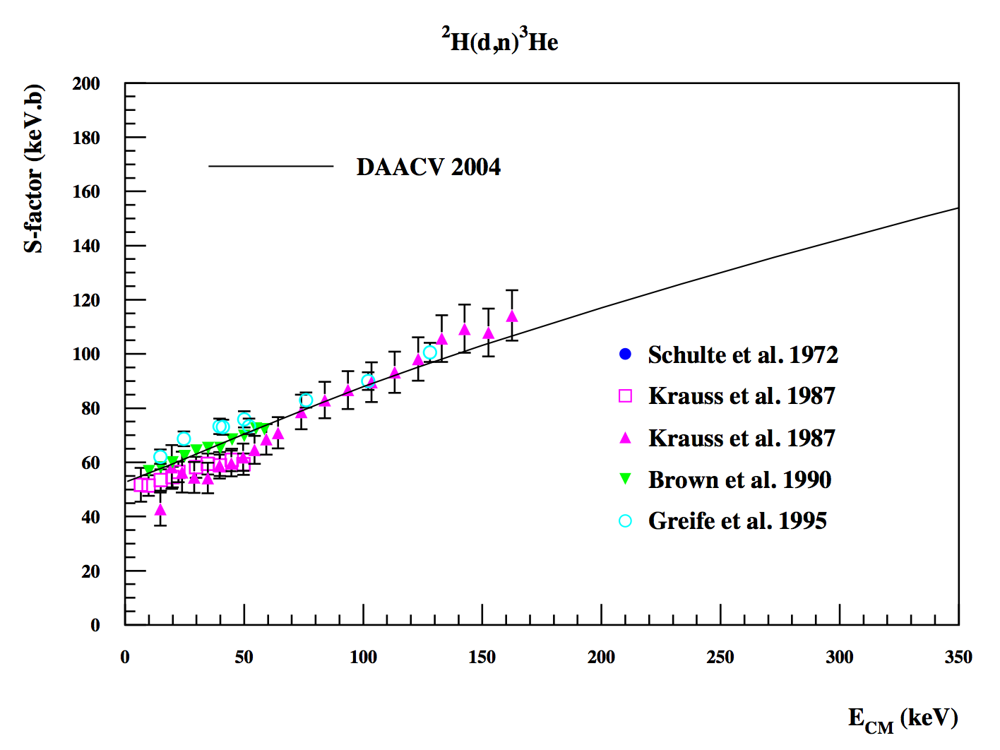 ²H(d,n)³He
S-factor (keV.b)
200
180
160
140
120
100
80
60
40
20
0
DAACV 2004
Schulte et al. 1972
Krauss et al. 1987
Krauss et al. 1987
Brown et al. 1990
Greife et al. 1995
0 50 100 150 200 250 300 350
E_CM (keV)